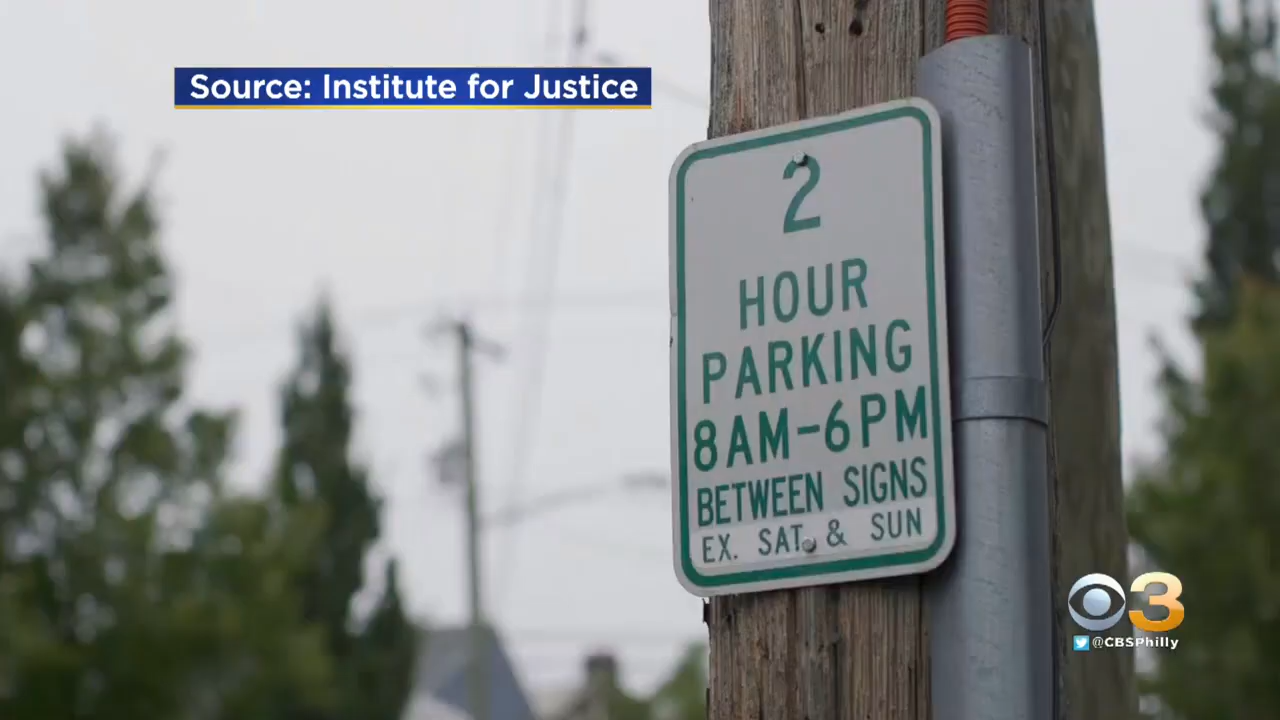 Source: Institute for Justice
2
HOUR
PARKING
8AM-6PM
BETWEEN SIGNS
EX. SAT. & SUN
3
@CBSPhilly